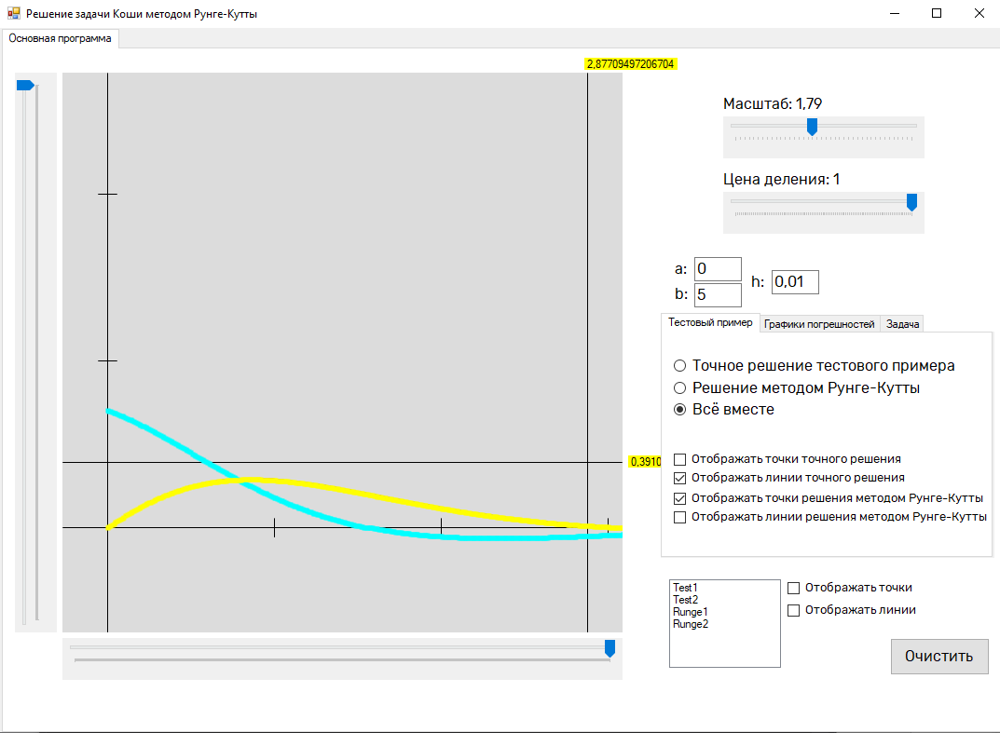 Решение задачи Коши методом Рунге-Кутты
Основная программа
2,87709497206704
Масштаб: 1,79
Цена деления: 1
a: 0
h: 0,01
b: 5
Тестовый пример Графики погрешностей Задача
Точное решение тестового примера
Решение методом Рунге-Кутты
Всё вместе
0,3910
Отображать точки точного решения
Отображать линии точного решения
Отображать точки решения методом Рунге-Кутты
Отображать линии решения методом Рунге-Кутты
Test1
Test2
Runge1
Runge2
Отображать точки
Отображать линии
Очистить